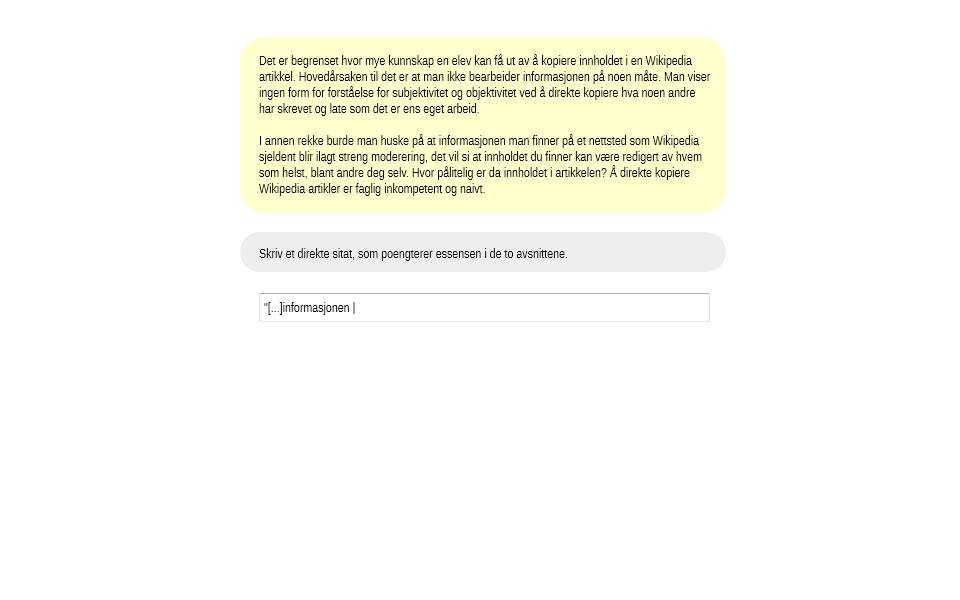 Det er begrenset hvor mye kunnskap en elev kan få ut av å kopiere innholdet i en Wikipedia
artikkel. Hovedårsaken til det er at man ikke bearbeider informasjonen på noen måte. Man viser
ingen form for forståelse for subjektivitet og objektivitet ved å direkte kopiere hva noen andre
har skrevet og late som det er ens eget arbeid.
I annen rekke burde man huske på at informasjonen man finner på et nettsted som Wikipedia
sjeldent blir ilagt streng moderering, det vil si at innholdet du finner kan være redigert av hvem
som helst, blant andre deg selv. Hvor pålitelig er da innholdet i artikkelen? Å direkte kopiere
Wikipedia artikler er faglig inkompetent og naivt.
Skriv et direkte sitat, som poengterer essensen i de to avsnittene.
"[...]informasjonen